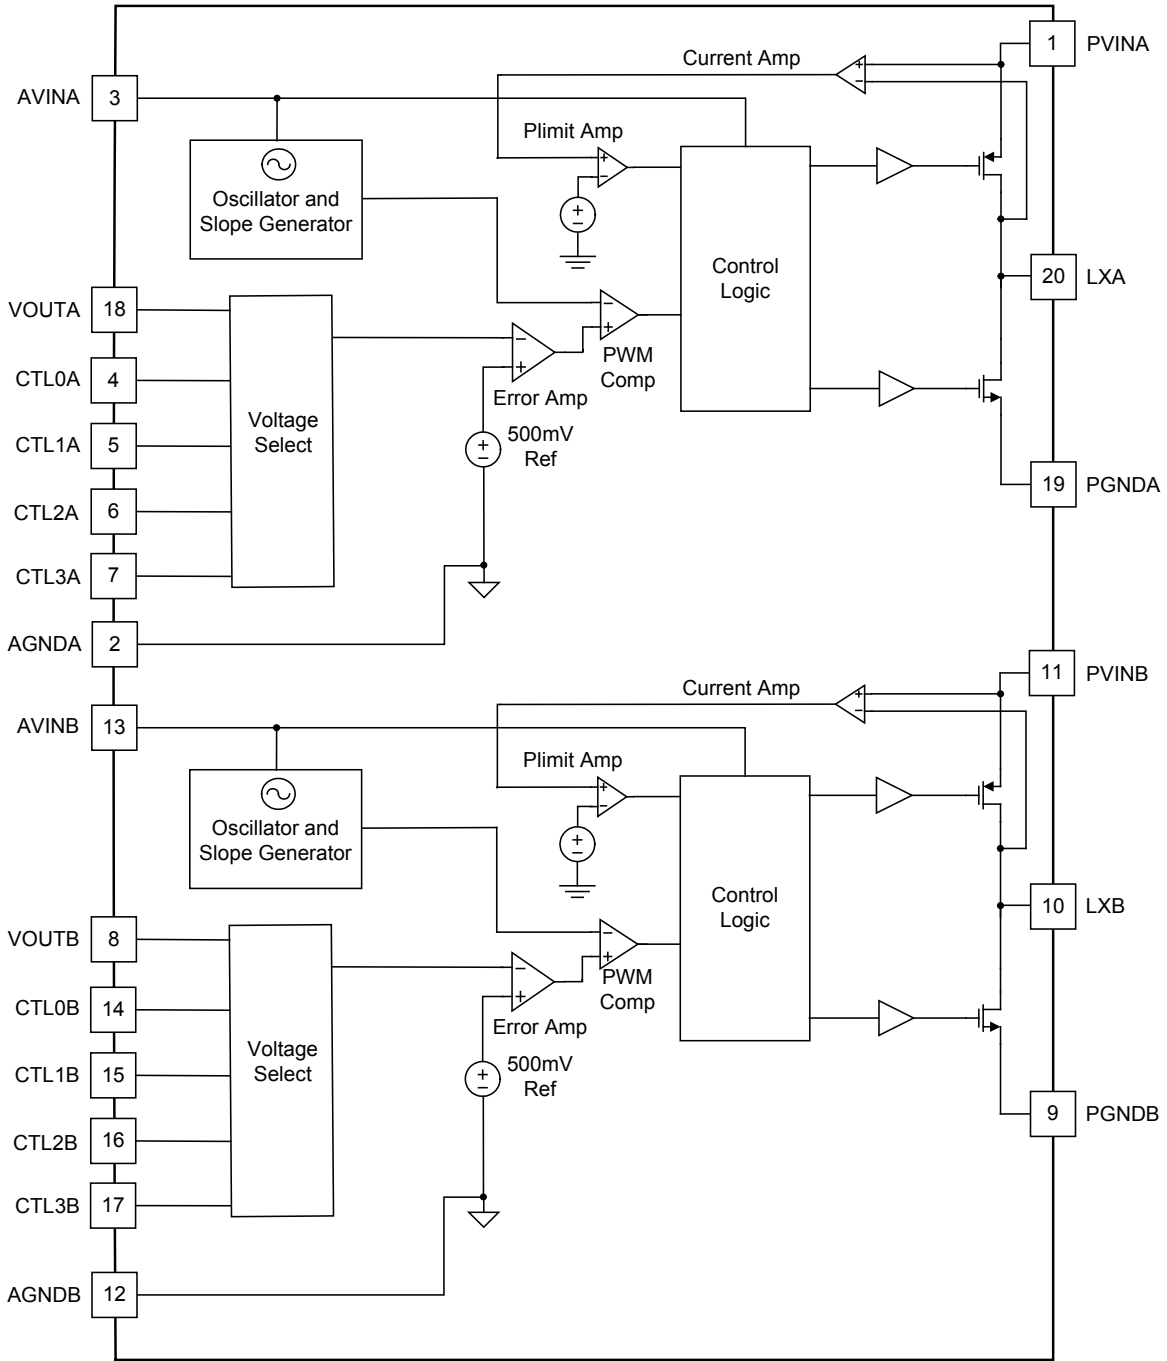 1 PVINA
Current Amp
AVINA 3
Plimit Amp
+
−
+
−
Oscillator and
Slope Generator
+
−
Control
Logic
20 LXA
VOUTA 18
−
+
PWM
Comp
−
+
Error Amp
CTL0A 4
Voltage
Select
CTL1A 5
500mV
Ref
+
−
19 PGNDA
CTL2A 6
CTL3A 7
AGNDA 2
11 PVINB
Current Amp
+
−
AVINB 13
Plimit Amp
+
−
Oscillator and
Slope Generator
+
−
Control
Logic
10 LXB
VOUTB 8
−
+
PWM
Comp
−
+
Error Amp
CTL0B 14
Voltage
Select
CTL1B 15
500mV
Ref
+
−
9 PGNDB
CTL2B 16
CTL3B 17
AGNDB 12